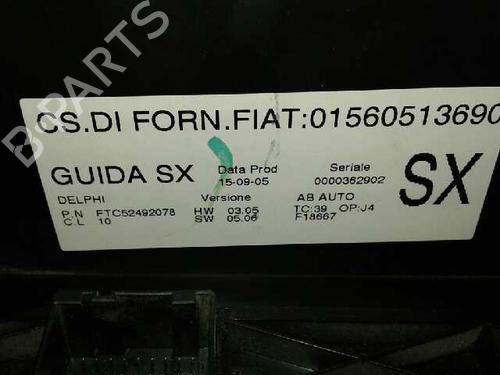 B-PARTS
CS.DI FORN.FIAT:01560513690
GUIDA SX Data Prod Seriale SX
15-09-05 0000362902
DELPHI Versione AB AUTO
P.N FTC52492078 HW 03.05 TC:39 OP:J4
C.L 10 SW 05.06 F18667